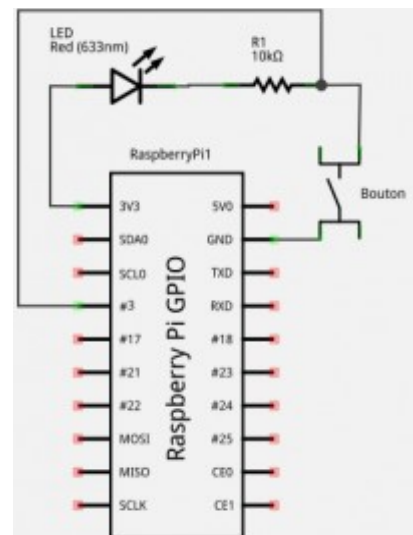 LED
Red (633nm)
R1
10kΩ
RaspberryPi1
Bouton
3V3
5V0
SDA0
GND
SCL0
TXD
#3
RXD
#17
#18
#21
#23
#22
#24
MOSI
#25
MISO
CE0
SCLK
CE1
Raspberry Pi GPIO